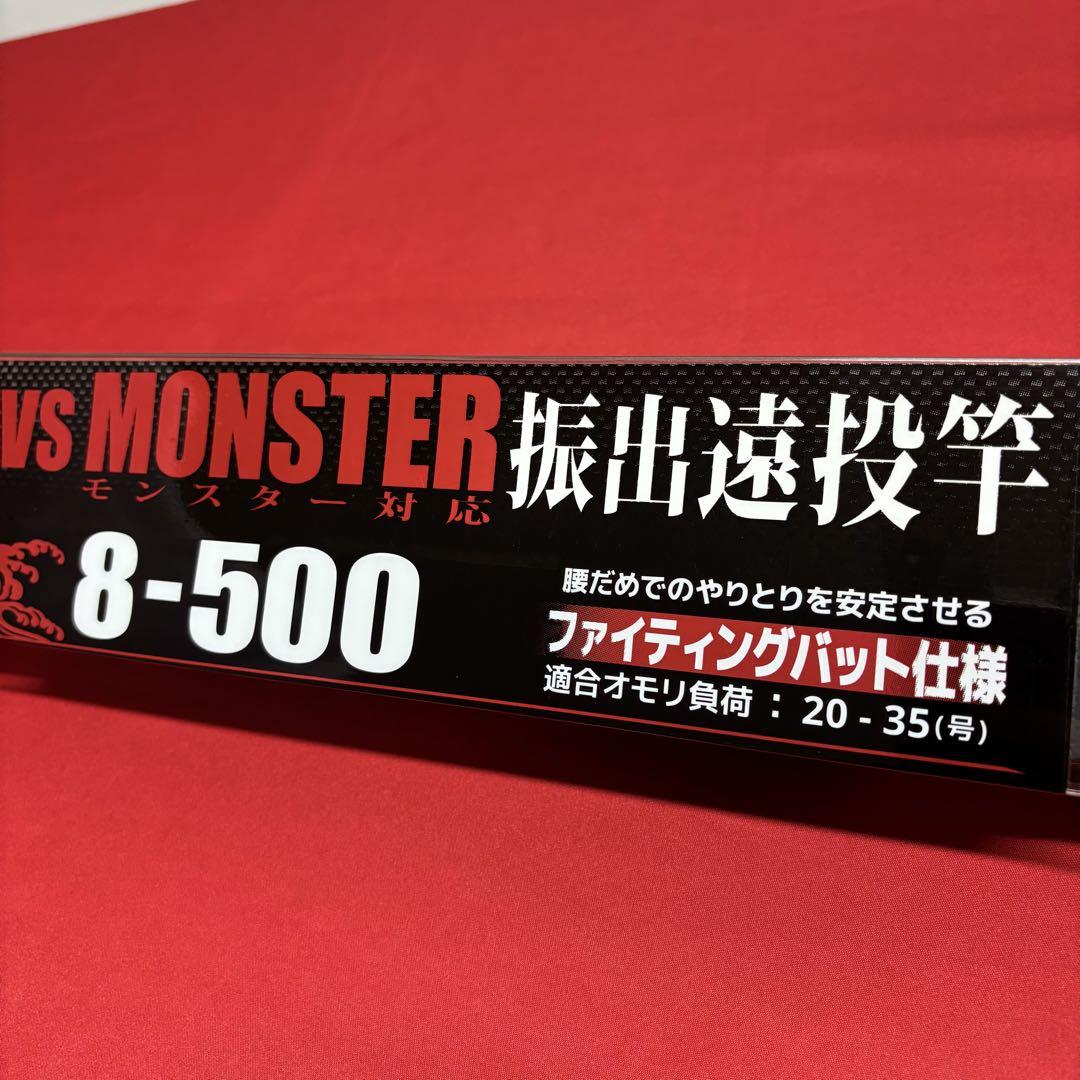 VS MONSTER 振出遠投竿
モンスター対応
8-500
腰だめでのやりとりを安定させる
ファイティングバット仕様
適合オモリ負荷：20 - 35(号)